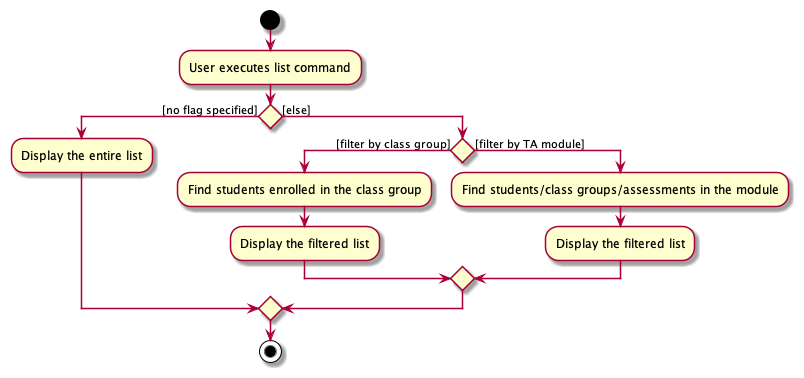 User executes list command
[no flag specified]
[else]
Display the entire list
[filter by class group]
[filter by TA module]
Find students enrolled in the class group
Find students/class groups/assessments in the module
Display the filtered list
Display the filtered list